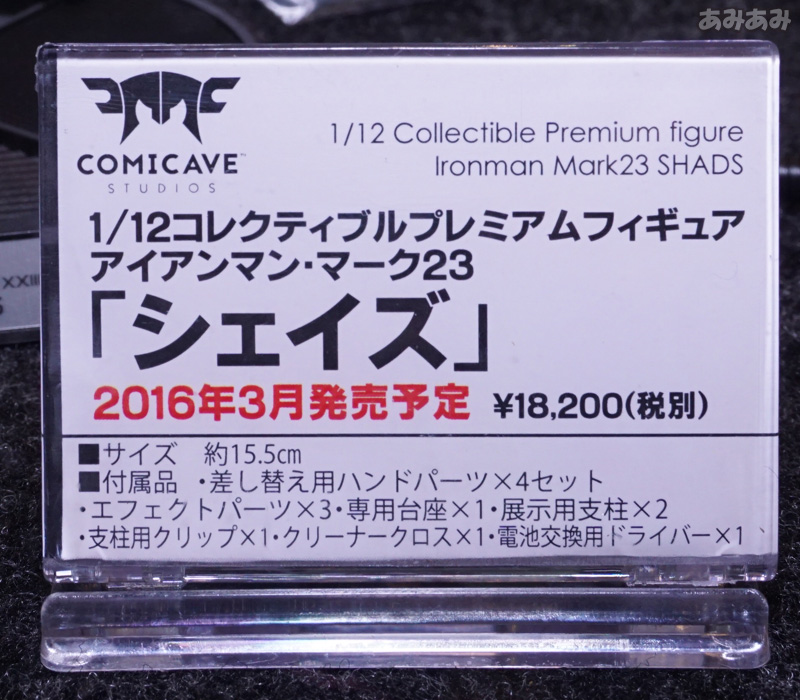 あみあみ
COMICAVE™
STUDIOS
1/12 Collectible Premium figure
Ironman Mark23 SHADS
1/12コレクティブルプレミアムフィギュア
アイアンマン・マーク23
「シェイズ」
2016年3月発売予定 ¥18,200(税別)
■サイズ 約15.5cm
■付属品 ・差し替え用ハンドパーツ×4セット
・エフェクトパーツ×3・専用台座×1・展示用支柱×2
・支柱用クリップ×1・クリーナークロス×1・電池交換用ドライバー×1
XXIII
S